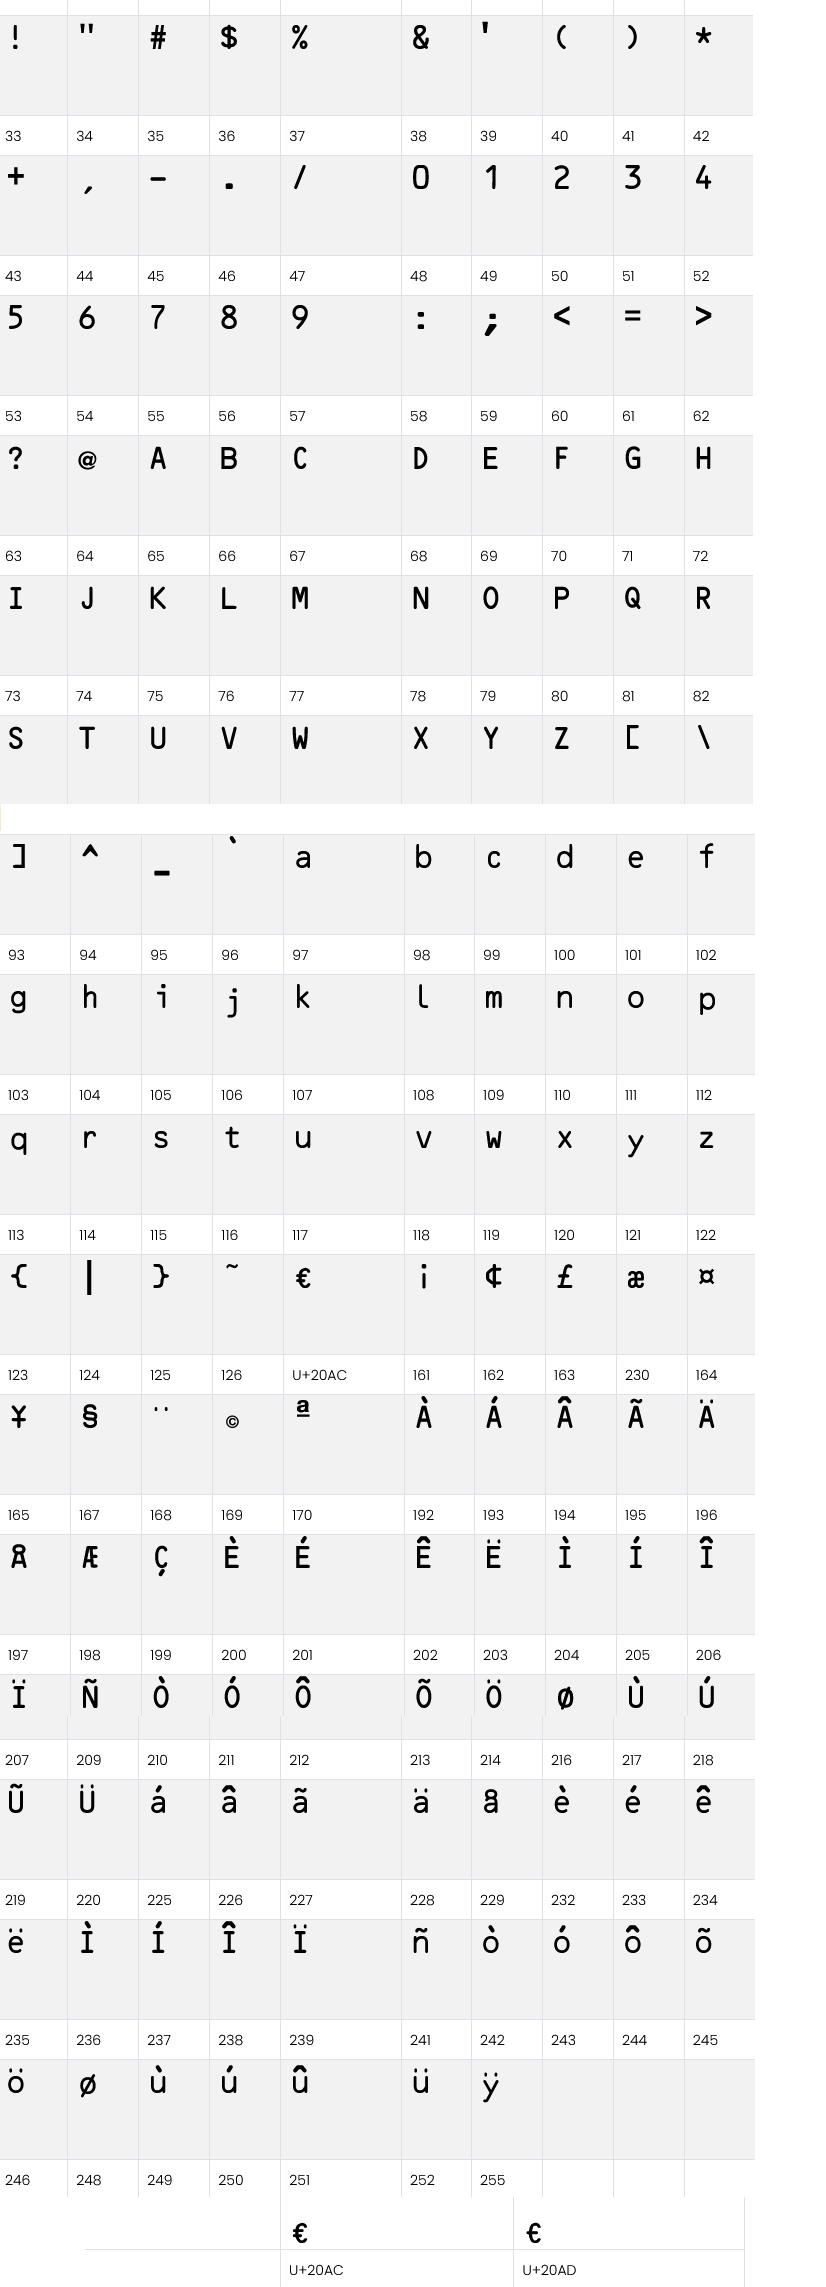 ! " # $ % & ' ( ) *
33 34 35 36 37 38 39 40 41 42
+ , - . / 0 1 2 3 4
43 44 45 46 47 48 49 50 51 52
5 6 7 8 9 : ; < = >
53 54 55 56 57 58 59 60 61 62
? @ A B C D E F G H
63 64 65 66 67 68 69 70 71 72
I J K L M N O P Q R
73 74 75 76 77 78 79 80 81 82
S T U V W X Y Z [ \
] ^ _ ` a b c d e f
93 94 95 96 97 98 99 100 101 102
g h i j k l m n o p
103 104 105 106 107 108 109 110 111 112
q r s t u v w x y z
113 114 115 116 117 118 119 120 121 122
{ | } ~ € ¡ ¢ £ æ ¤
123 124 125 126 U+20AC 161 162 163 230 164
¥ § ¨ © ª À Á Â Ã Ä
165 167 168 169 170 192 193 194 195 196
Å Æ Ç È É Ê Ë Ì Í Î
197 198 199 200 201 202 203 204 205 206
Ï Ñ Ò Ó Ô Õ Ö ø Ù Ú
207 209 210 211 212 213 214 216 217 218
Ũ Ü á â ã ä å è é ê
219 220 225 226 227 228 229 232 233 234
ë Ì Í Î Ï ñ ò ó ô õ
235 236 237 238 239 241 242 243 244 245
ö ø ù ú û ü ÿ
246 248 249 250 251 252 255
€ €
U+20AC U+20AD